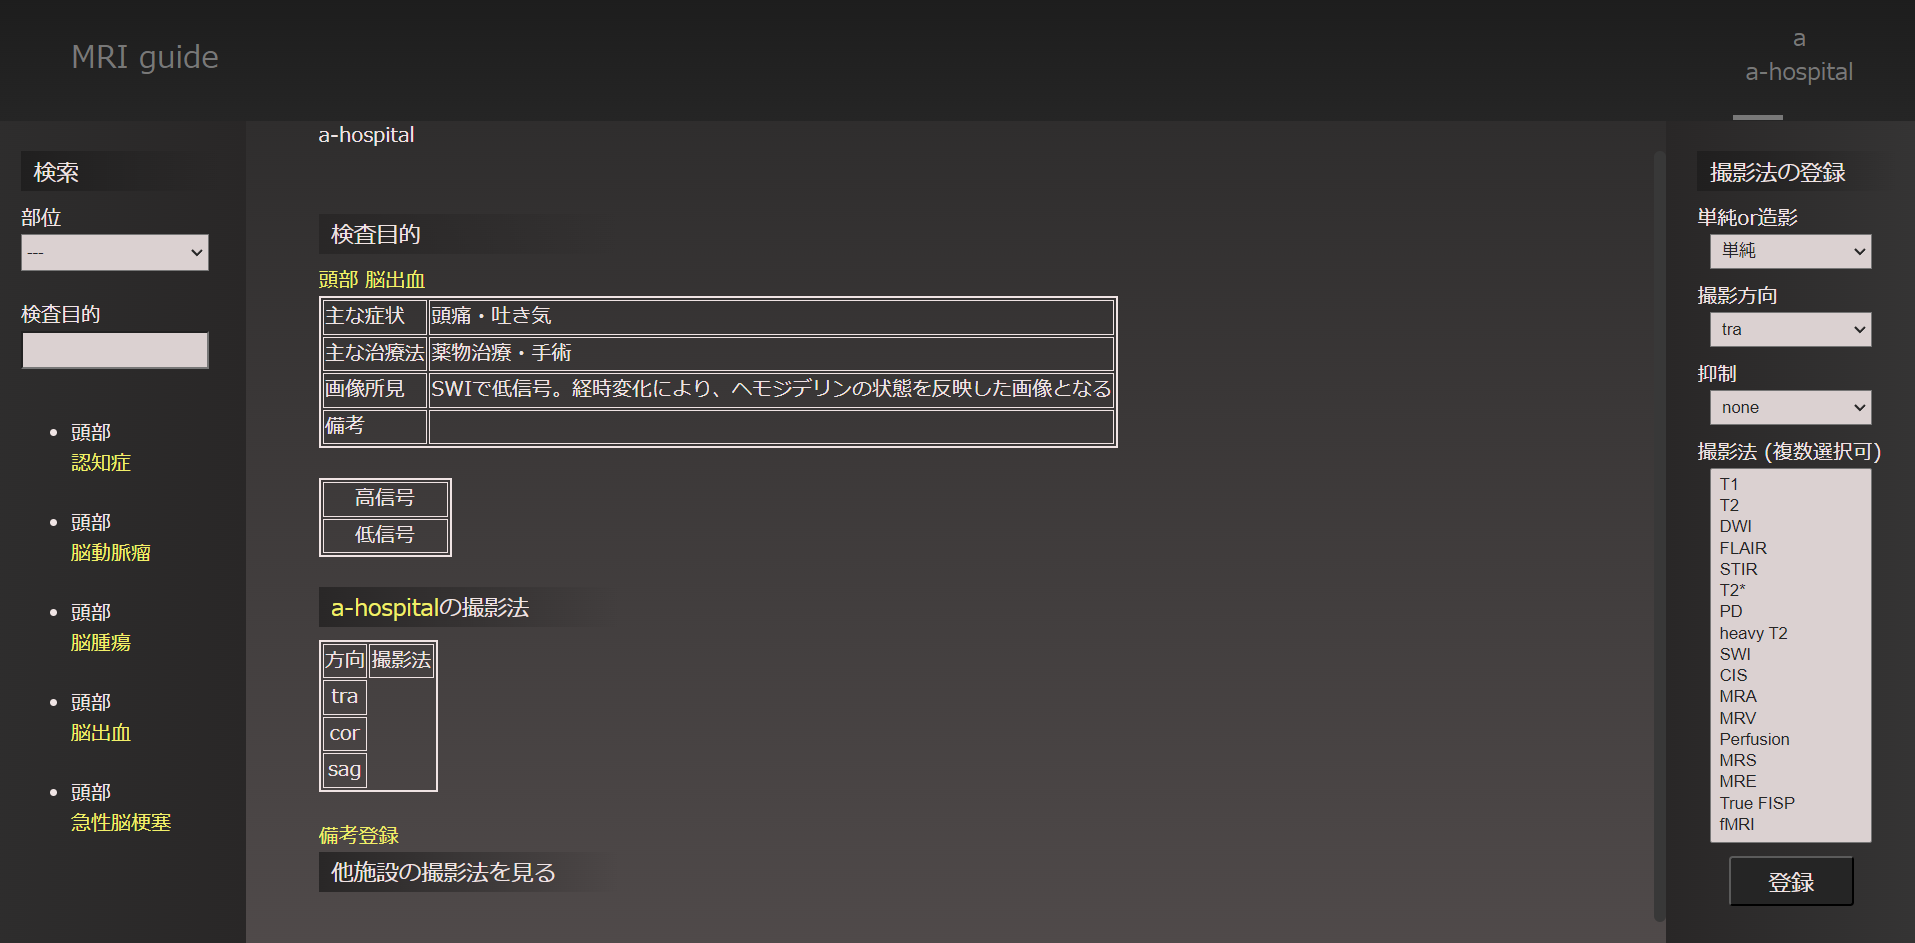 MRI guide
a
a-hospital
検索
部位
---
検査目的
頭部
認知症
頭部
脳動脈瘤
頭部
脳腫瘍
頭部
脳出血
頭部
急性脳梗塞
a-hospital
検査目的
頭部 脳出血
主な症状 頭痛・吐き気
主な治療法 薬物治療・手術
画像所見 SWIで低信号。経時変化により、ヘモジデリンの状態を反映した画像となる
備考
高信号
低信号
a-hospitalの撮影法
方向 撮影法
tra
cor
sag
備考登録
他施設の撮影法を見る
撮影法の登録
単純or造影
単純
撮影方向
tra
抑制
none
撮影法 (複数選択可)
T1
T2
DWI
FLAIR
STIR
T2*
PD
heavy T2
SWI
CIS
MRA
MRV
Perfusion
MRS
MRE
True FISP
fMRI
登録